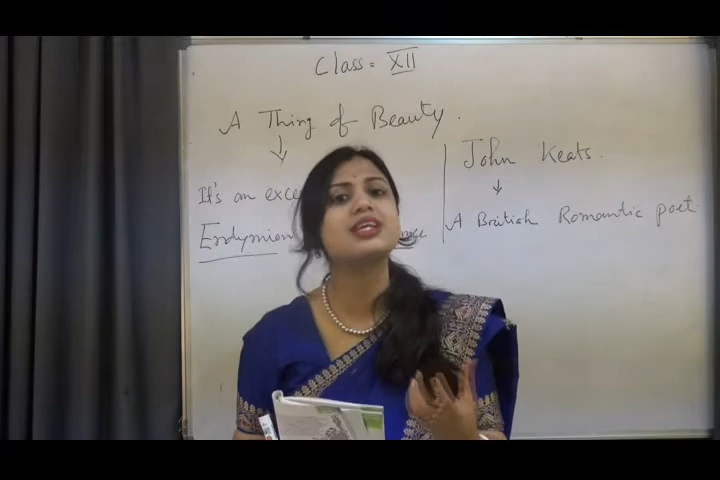 Class = XII
A Thing of Beauty.
It's an exce
Endymion
John Keats.
A British Romantic poet